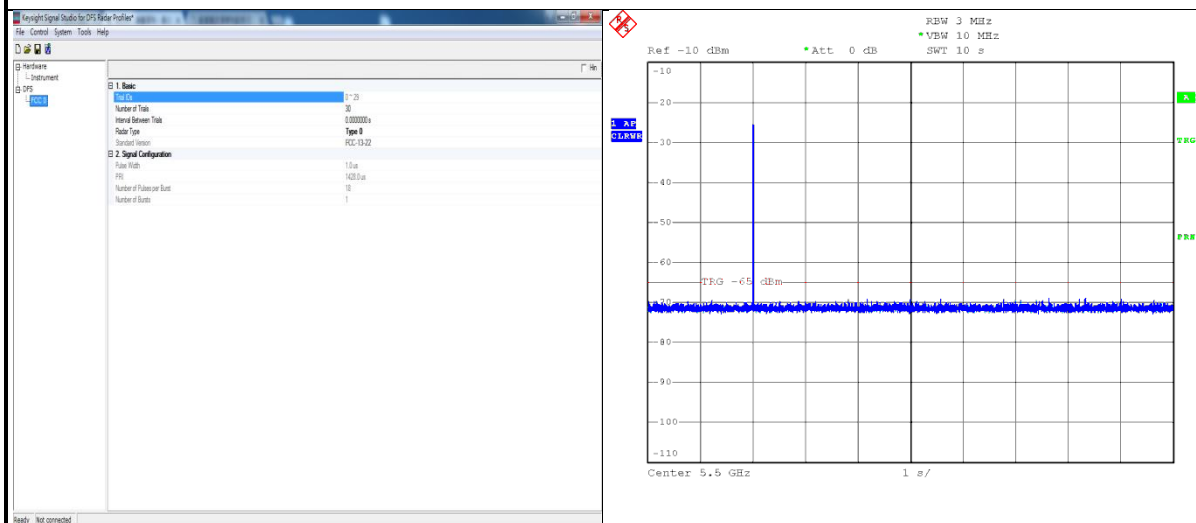 Keysight Signal Studio for DFS Radar Profiles*
File Control System Tools Help
Hardware
Instrument
DFS
FCC 0
Hin
1. Basic
Trial IDs 0 ~ 29
Number of Trials 30
Interval Between Trials 0.0000000 s
Radar Type Type 0
Standard Version FCC-13-22
2. Signal Configuration
Pulse Width 1.0 us
PRI 1428.0 us
Number of Pulses per Burst 18
Number of Bursts 1
Ready Not connected
R S
RBW 3 MHz
*VBW 10 MHz
Ref -10 dBm *Att 0 dB SWT 10 s
-10
A
-20
1 AP
CLRWR
-30
TRG
-40
-50
PRN
-60
TRG -65 dBm
-70
-80
-90
-100
-110
Center 5.5 GHz 1 s/